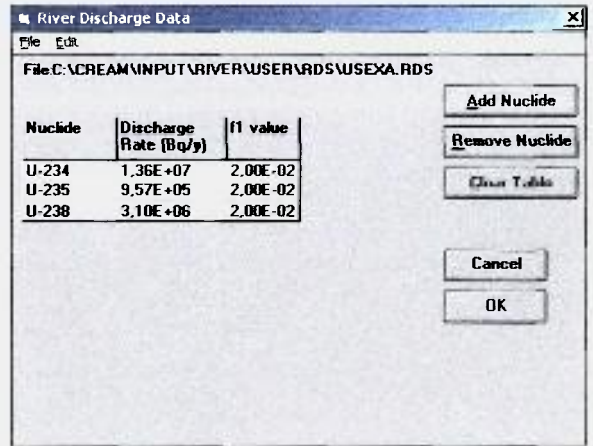 River Discharge Data
File Edit
File:C:\CREAM\INPUT\RIVER\USER\RDS\USEXA.RDS
Add Nuclide
Nuclide Discharge Rate (Bq/y) f1 value
Remove Nuclide
U-234 1,36E+07 2,00E-02
Clear Table
U-235 9,57E+05 2,00E-02
U-238 3,10E+06 2,00E-02
Cancel
OK